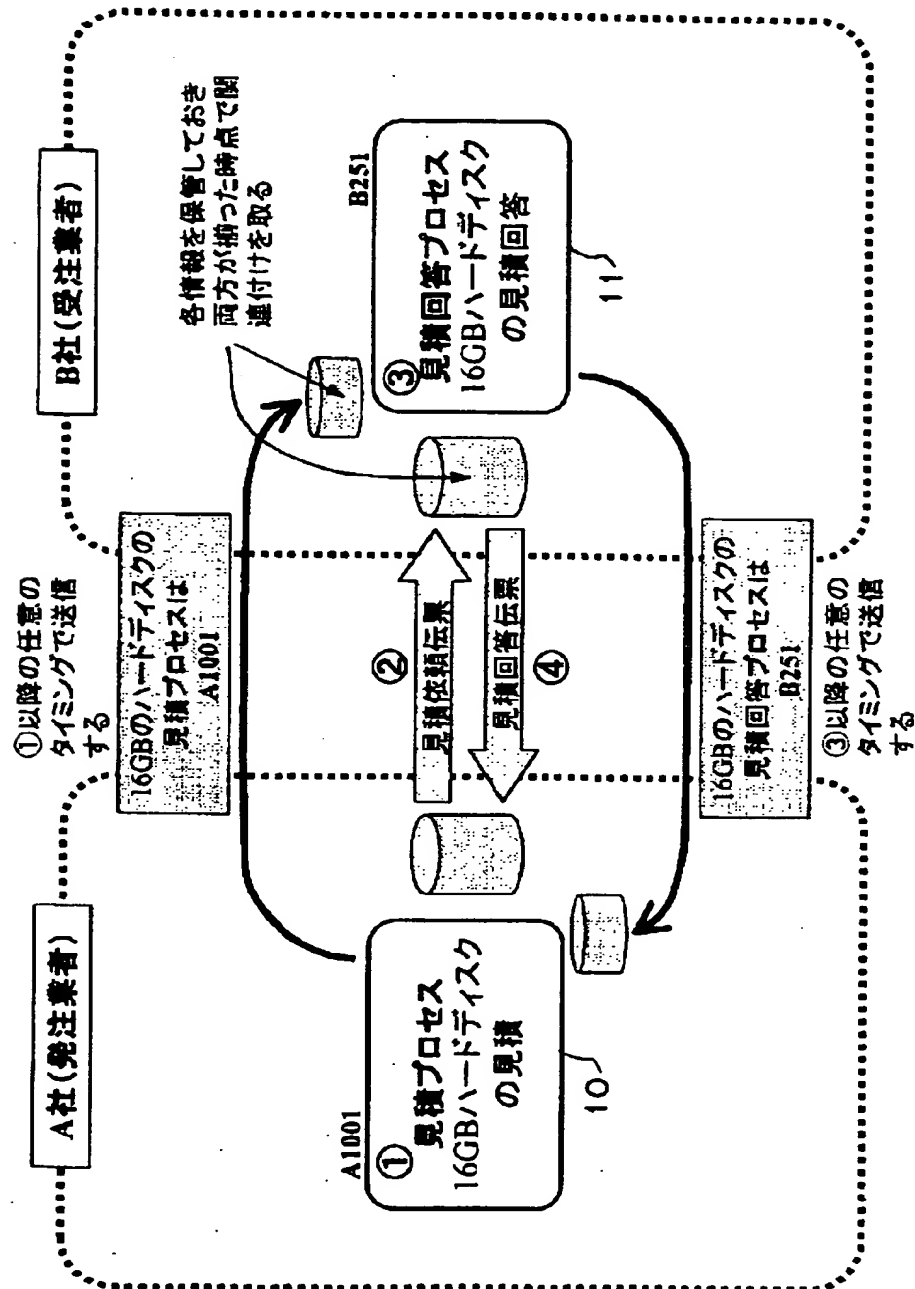 A社(発注業者)
B社(受注業者)
①以降の任意の
タイミングで送信
する
16GBのハードディスクの
見積プロセスは
A1001
各情報を保管しておき
両方が揃った時点で関
連付けを取る
A1001
①
見積プロセス
16GBハードディスク
の見積
10
②
見積依頼伝票
見積回答伝票
④
B251
③
見積回答プロセス
16GBハードディスク
の見積回答
11
16GBのハードディスクの
見積回答プロセスは
B251
③以降の任意の
タイミングで送信
する